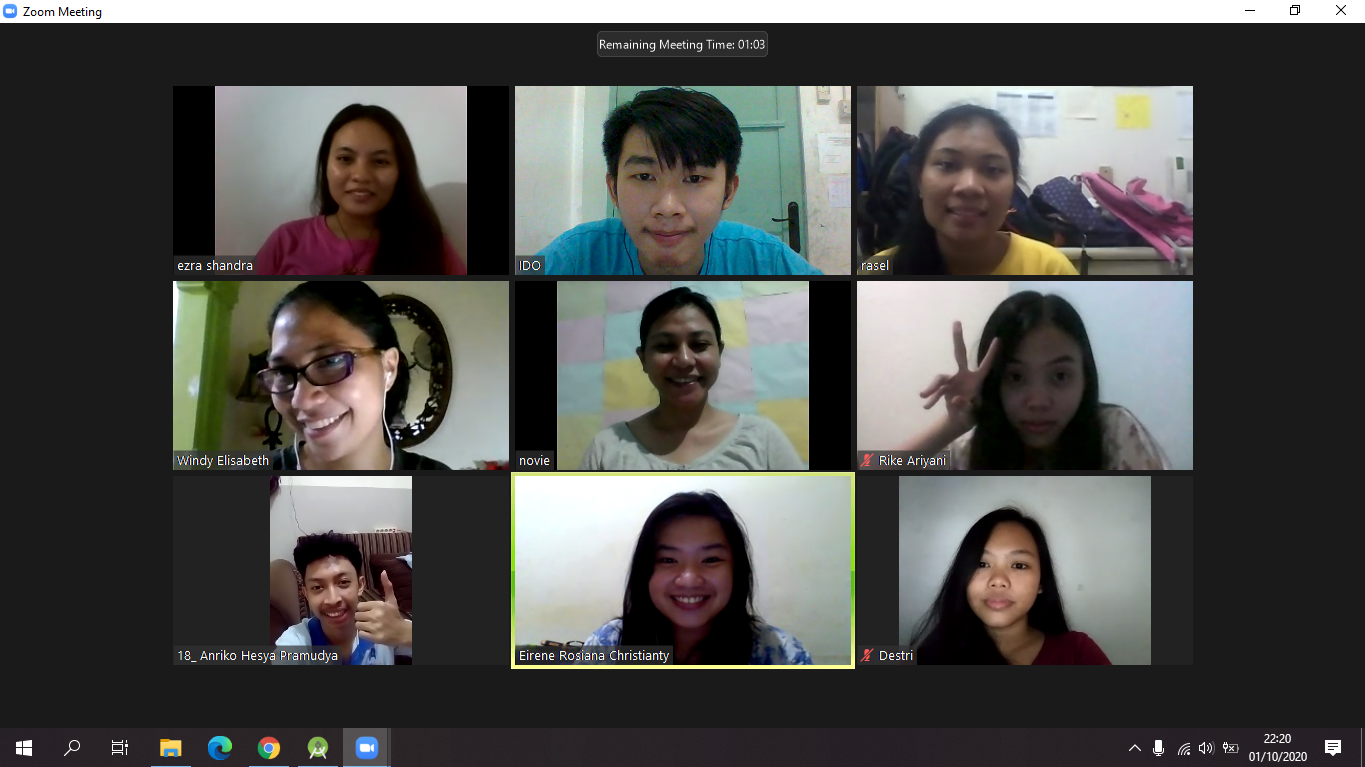 Zoom Meeting
Remaining Meeting Time: 01:03
ezra shandra
IDO
rasel
Windy Elisabeth
novie
Rike Ariyani
18_ Anriko Hesya Pramudya
Eirene Rosiana Christianty
Destri
22:20
01/10/2020